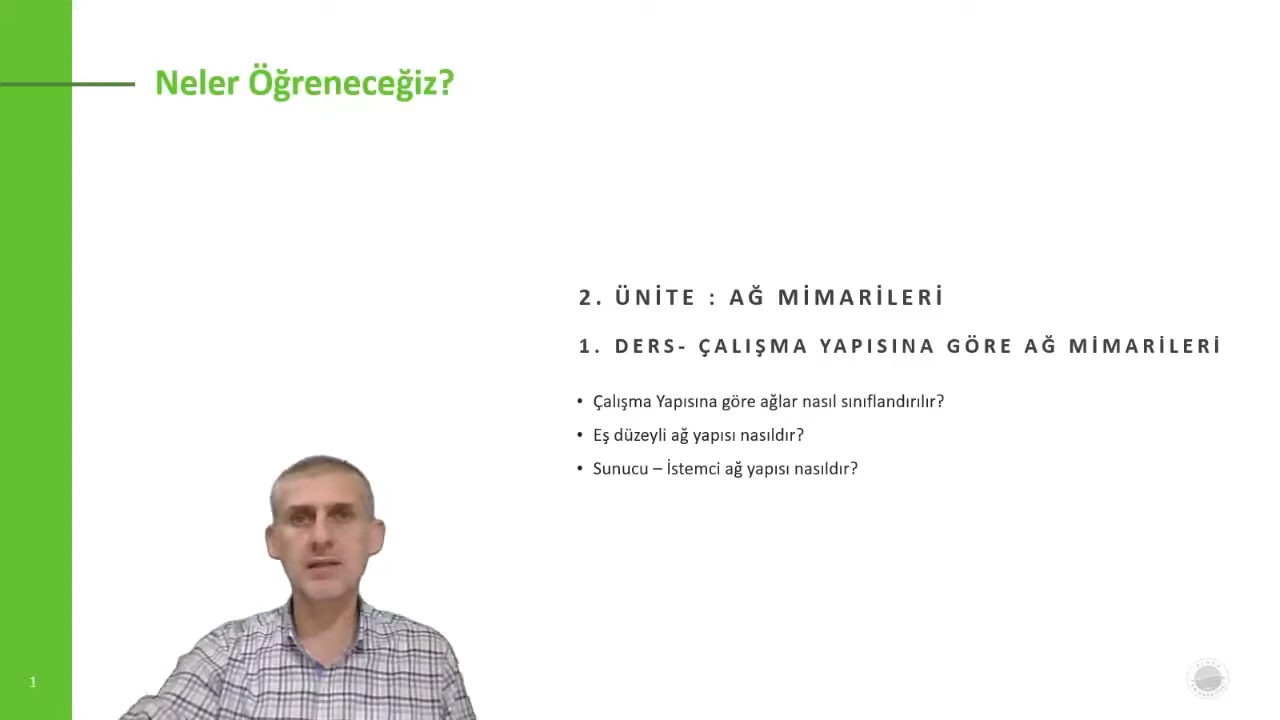 Neler Öğreneceğiz?
2. ÜNİTE : AĞ MİMARİLERİ
1. DERS- ÇALIŞMA YAPISINA GÖRE AĞ MİMARİLERİ
• Çalışma Yapısına göre ağlar nasıl sınıflandırılır?
• Eş düzeyli ağ yapısı nasıldır?
• Sunucu – İstemci ağ yapısı nasıldır?
1